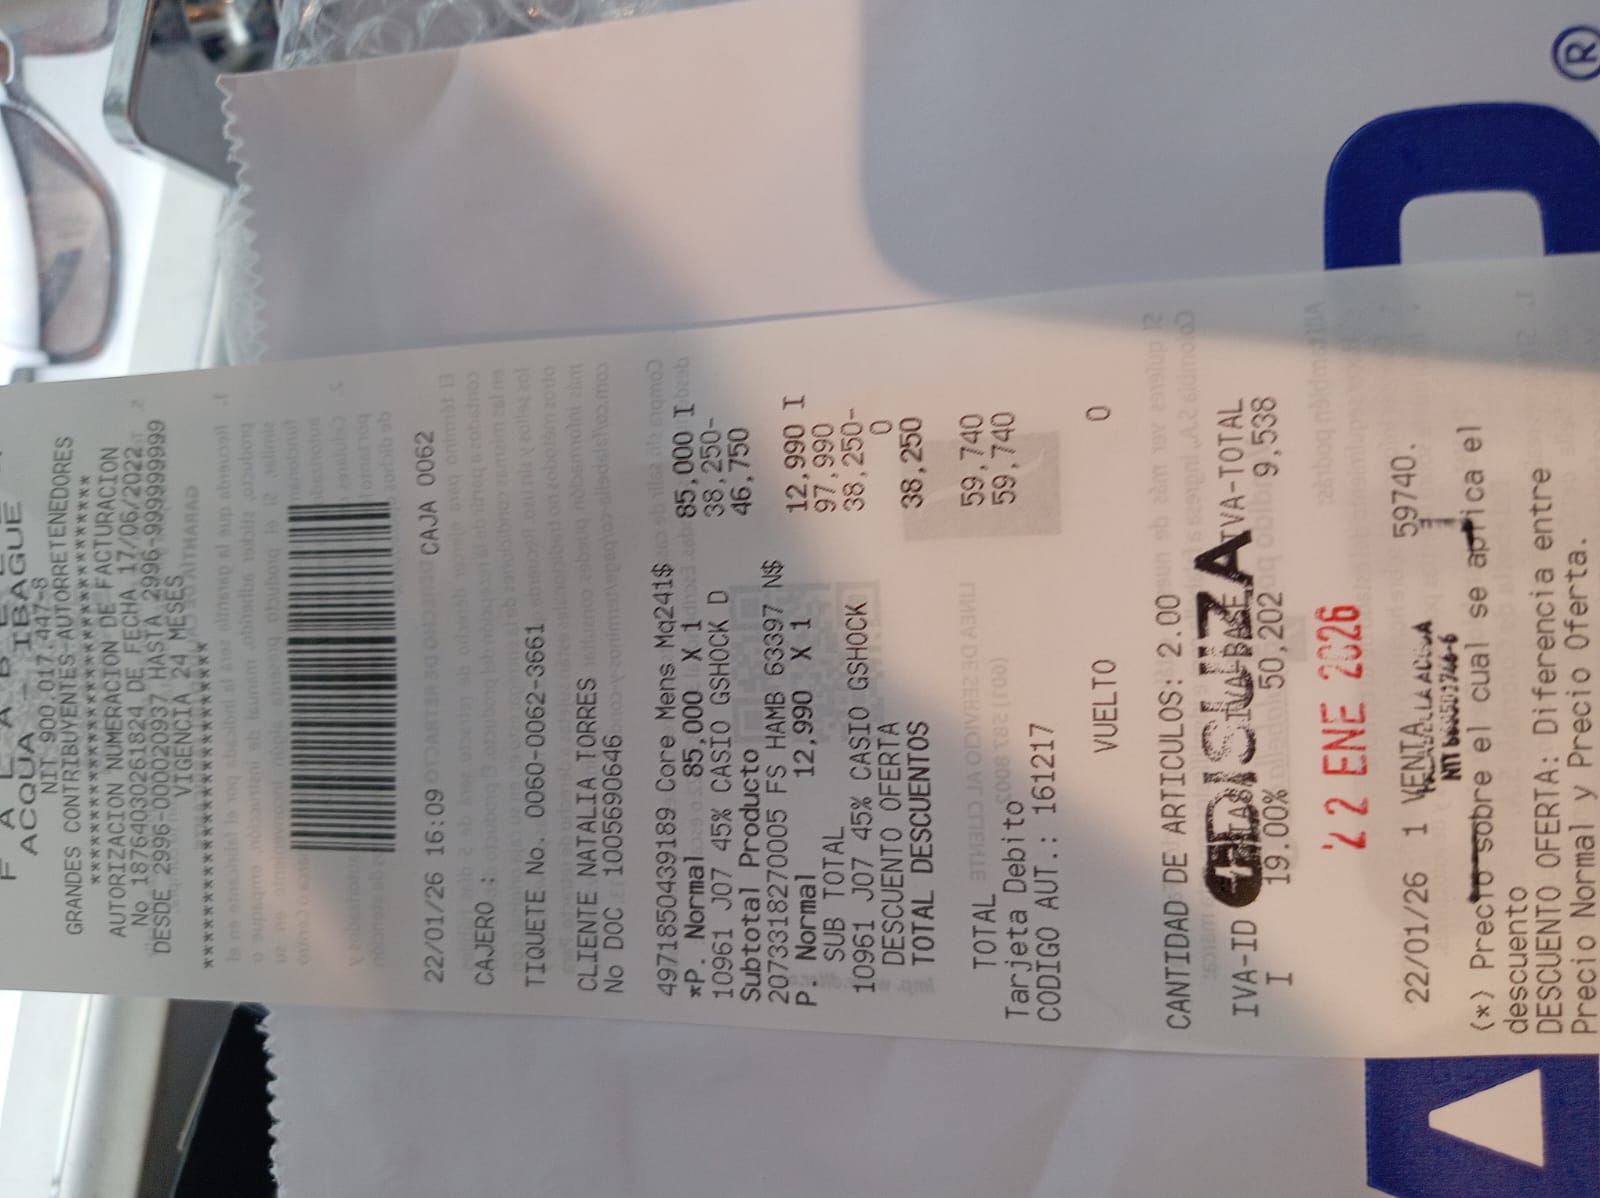 F A L A B E L L A
ACQUA - IBAGUE
NIT 900.017.447-8
GRANDES CONTRIBUYENTES-AUTORRETENEDORES
AUTORIZACION NUMERACION DE FACTURACION
No 18764030261824 DE FECHA 17/06/2022
DESDE 2996-0000020937 HASTA 2996-9999999999
VIGENCIA 24 MESES
22/01/26 16:09 CAJA 0062
CAJERO :
TIQUETE No. 0060-0062-3661
CLIENTE NATALIA TORRES
No DOC 1005690646
4971850439189 Core Mens Mq241$
*P. Normal 85,000 X 1 85,000 I
10961 J07 45% CASIO GSHOCK D 38,250-
Subtotal Producto 46,750
2073318270005 FS HAMB 63397 N$
P. Normal 12,990 X 1 12,990 I
SUB TOTAL 97,990
10961 J07 45% CASIO GSHOCK 38,250-
DESCUENTO OFERTA 0
TOTAL DESCUENTOS 38,250
TOTAL 59,740
Tarjeta Debito 59,740
CODIGO AUT.: 161217
VUELTO 0
CANTIDAD DE ARTICULOS: 2.00
IVA-ID IVA-BASE IVA-TOTAL
I 19.00% 50,202 9,538
22 ENE 2026
22/01/26 1 VENTA 59740.
(*) Precio sobre el cual se aplica el
descuento
DESCUENTO OFERTA: Diferencia entre
Precio Normal y Precio Oferta.
®